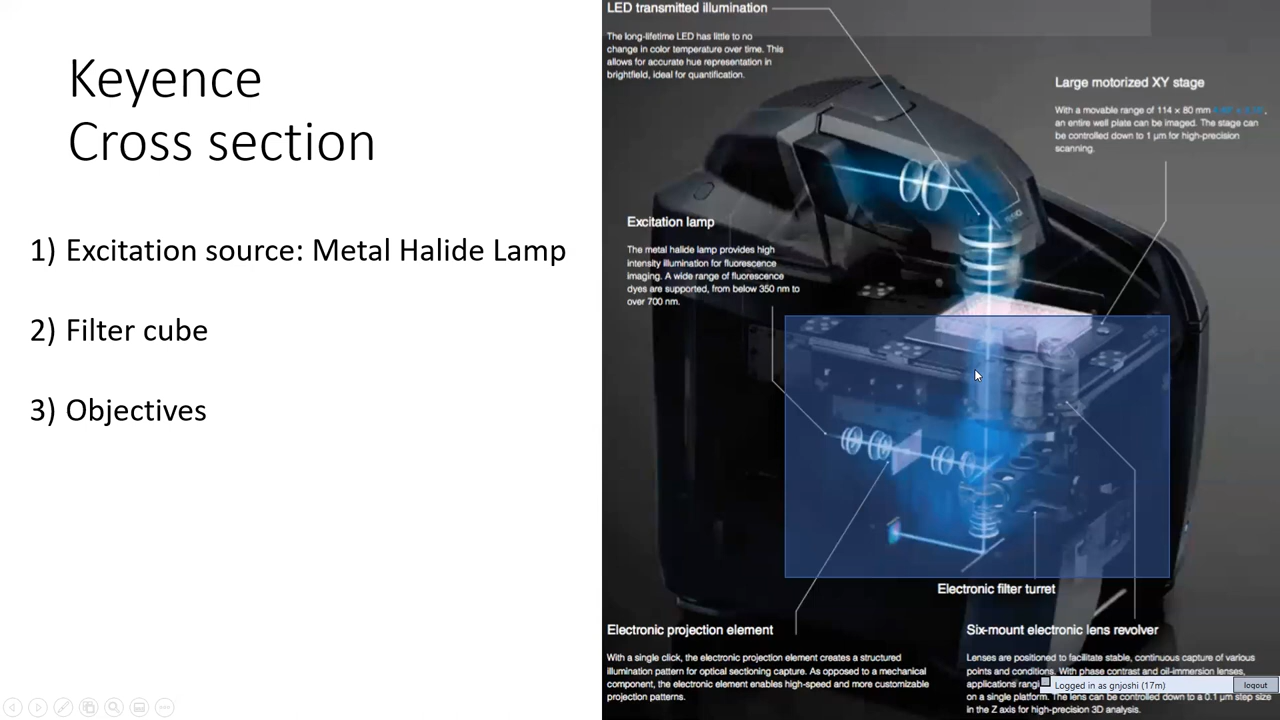 Keyence
Cross section
1) Excitation source: Metal Halide Lamp
2) Filter cube
3) Objectives
LED transmitted illumination
The long-lifetime LED has little to no
change in color temperature over time. This
allows for accurate hue representation in
brightfield, ideal for quantification.
Large motorized XY stage
With a movable range of 114 × 80 mm
an entire well plate can be imaged. The stage can
be controlled down to 1 µm for high-precision
scanning.
Excitation lamp
The metal halide lamp provides high
intensity illumination for fluorescence
imaging. A wide range of fluorescence
dyes are supported, from below 350 nm to
over 700 nm.
Electronic filter turret
Electronic projection element
With a single click, the electronic projection element creates a structured
illumination pattern for optical sectioning capture. As opposed to a mechanical
component, the electronic element enables high-speed and more customizable
projection patterns.
Six-mount electronic lens revolver
Lenses are positioned to facilitate stable, continuous capture of various
points and conditions. With phase contrast and oil-immersion lenses,
applications
on a single platform. The lens can be controlled down to a 0.1 µm step size
in the Z axis for high-precision 3D analysis.
Logged in as gnjoshi (17m)
logout